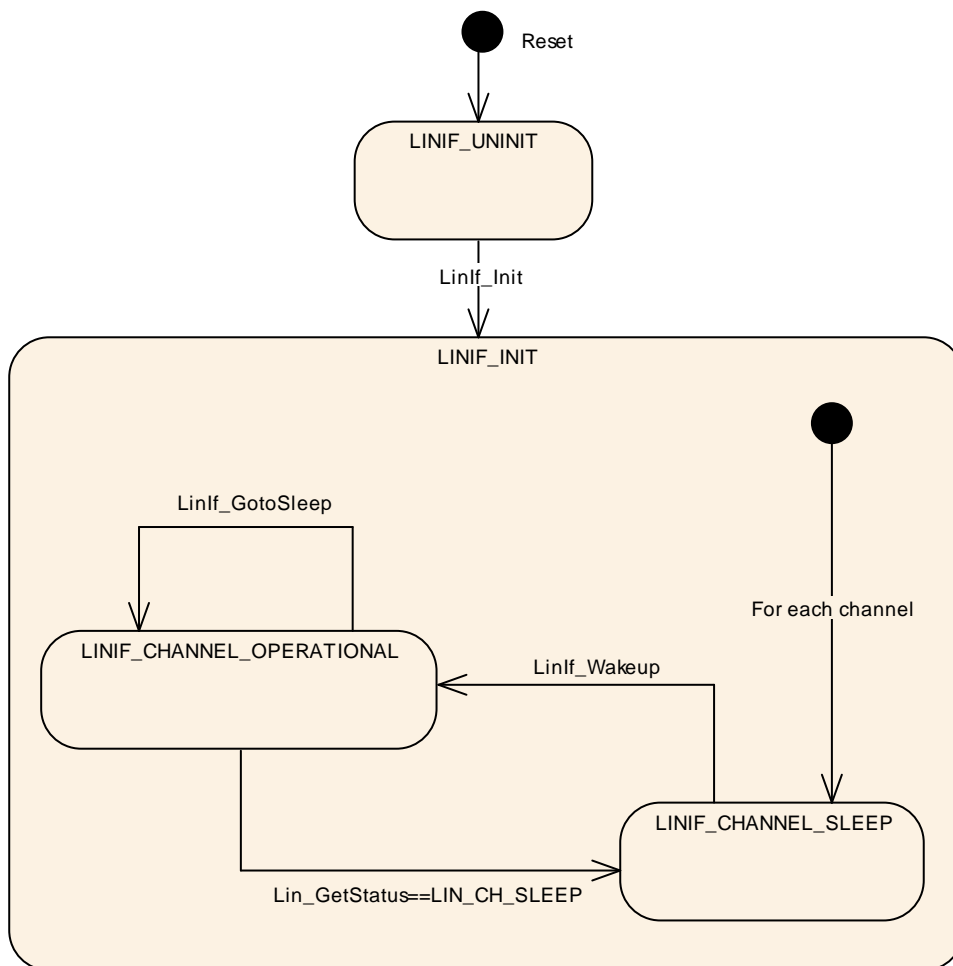 Reset
LINIF_UNINIT
LinIf_Init
LINIF_INIT
LinIf_GotoSleep
For each channel
LINIF_CHANNEL_OPERATIONAL
LinIf_Wakeup
LINIF_CHANNEL_SLEEP
Lin_GetStatus==LIN_CH_SLEEP